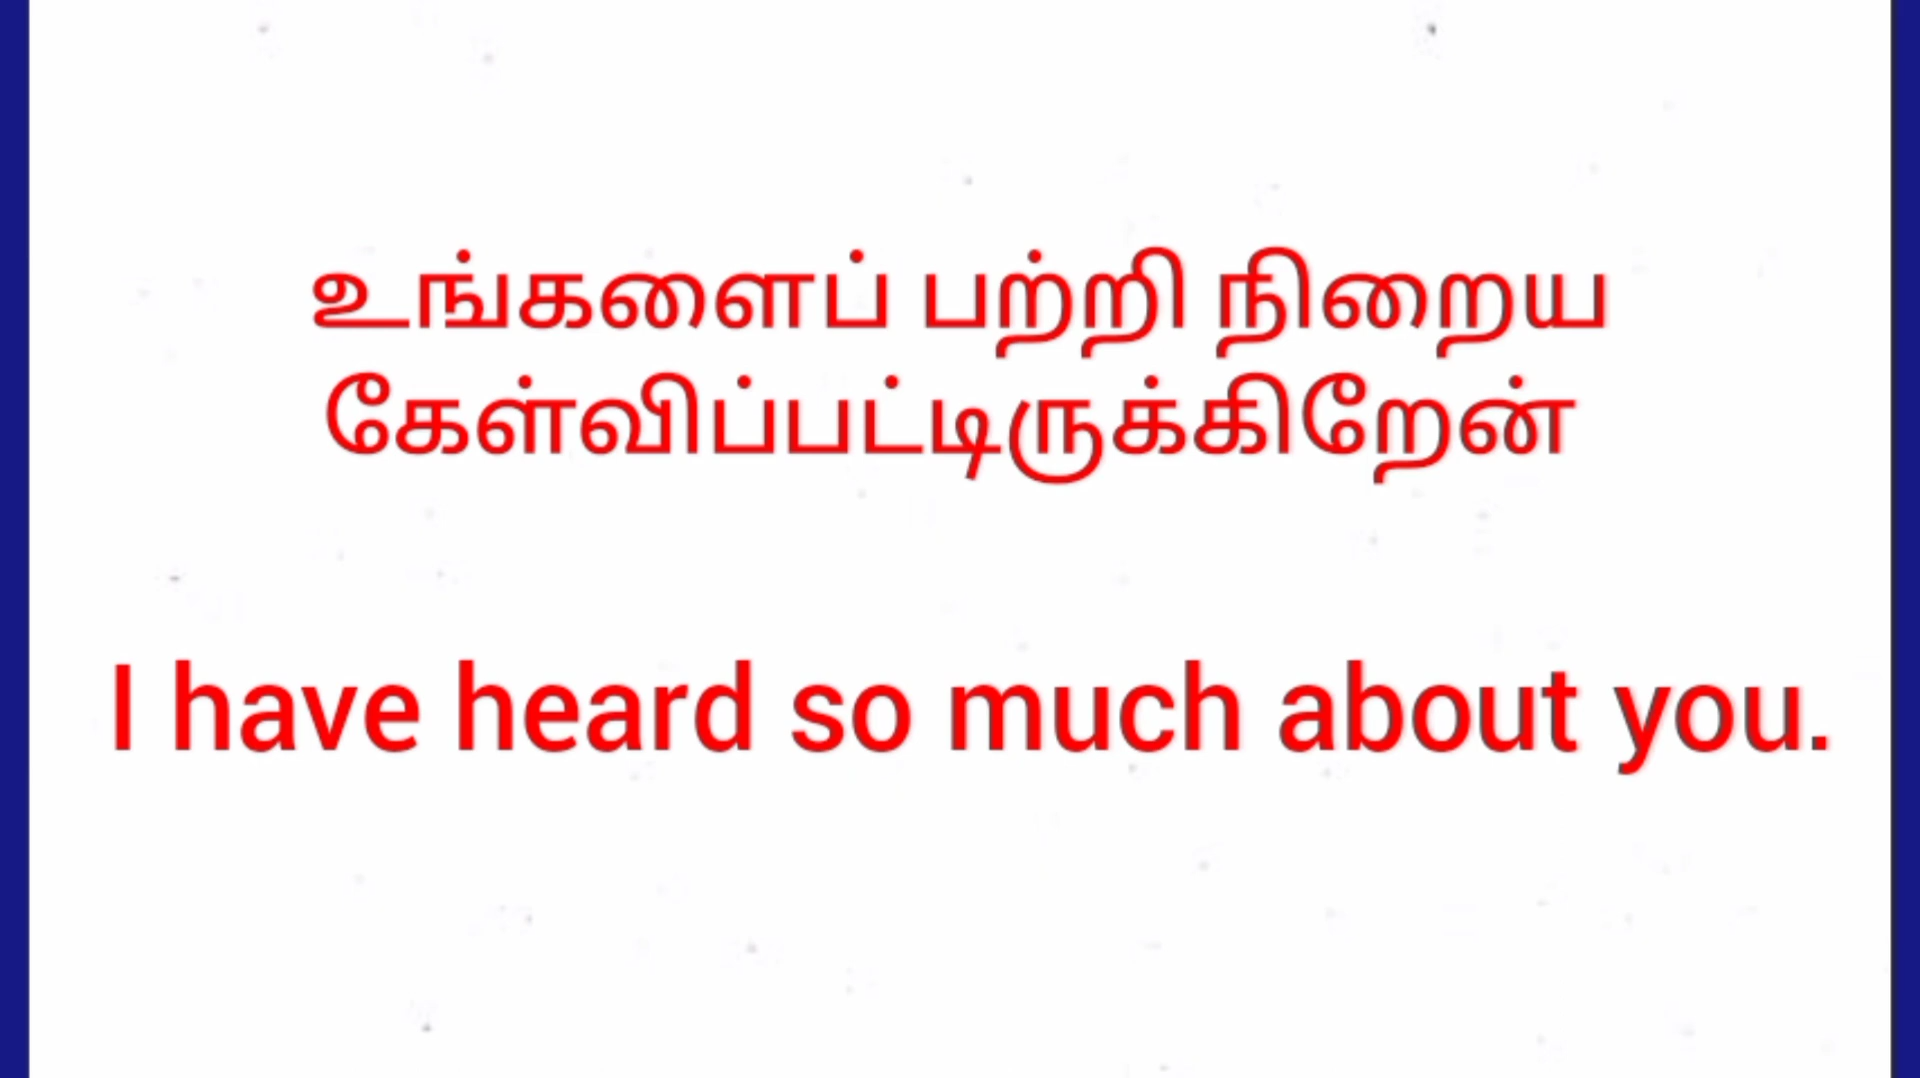 உங்களைப் பற்றி நிறைய
கேள்விப்பட்டிருக்கிறேன்
I have heard so much about you.